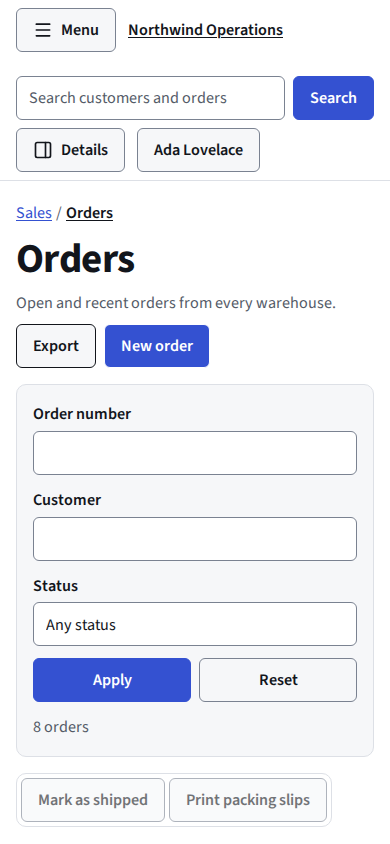 Menu Northwind Operations
Search customers and orders Search
Details Ada Lovelace
Sales / Orders
Orders
Open and recent orders from every warehouse.
Export New order
Order number
Customer
Status
Any status
Apply Reset
8 orders
Mark as shipped Print packing slips